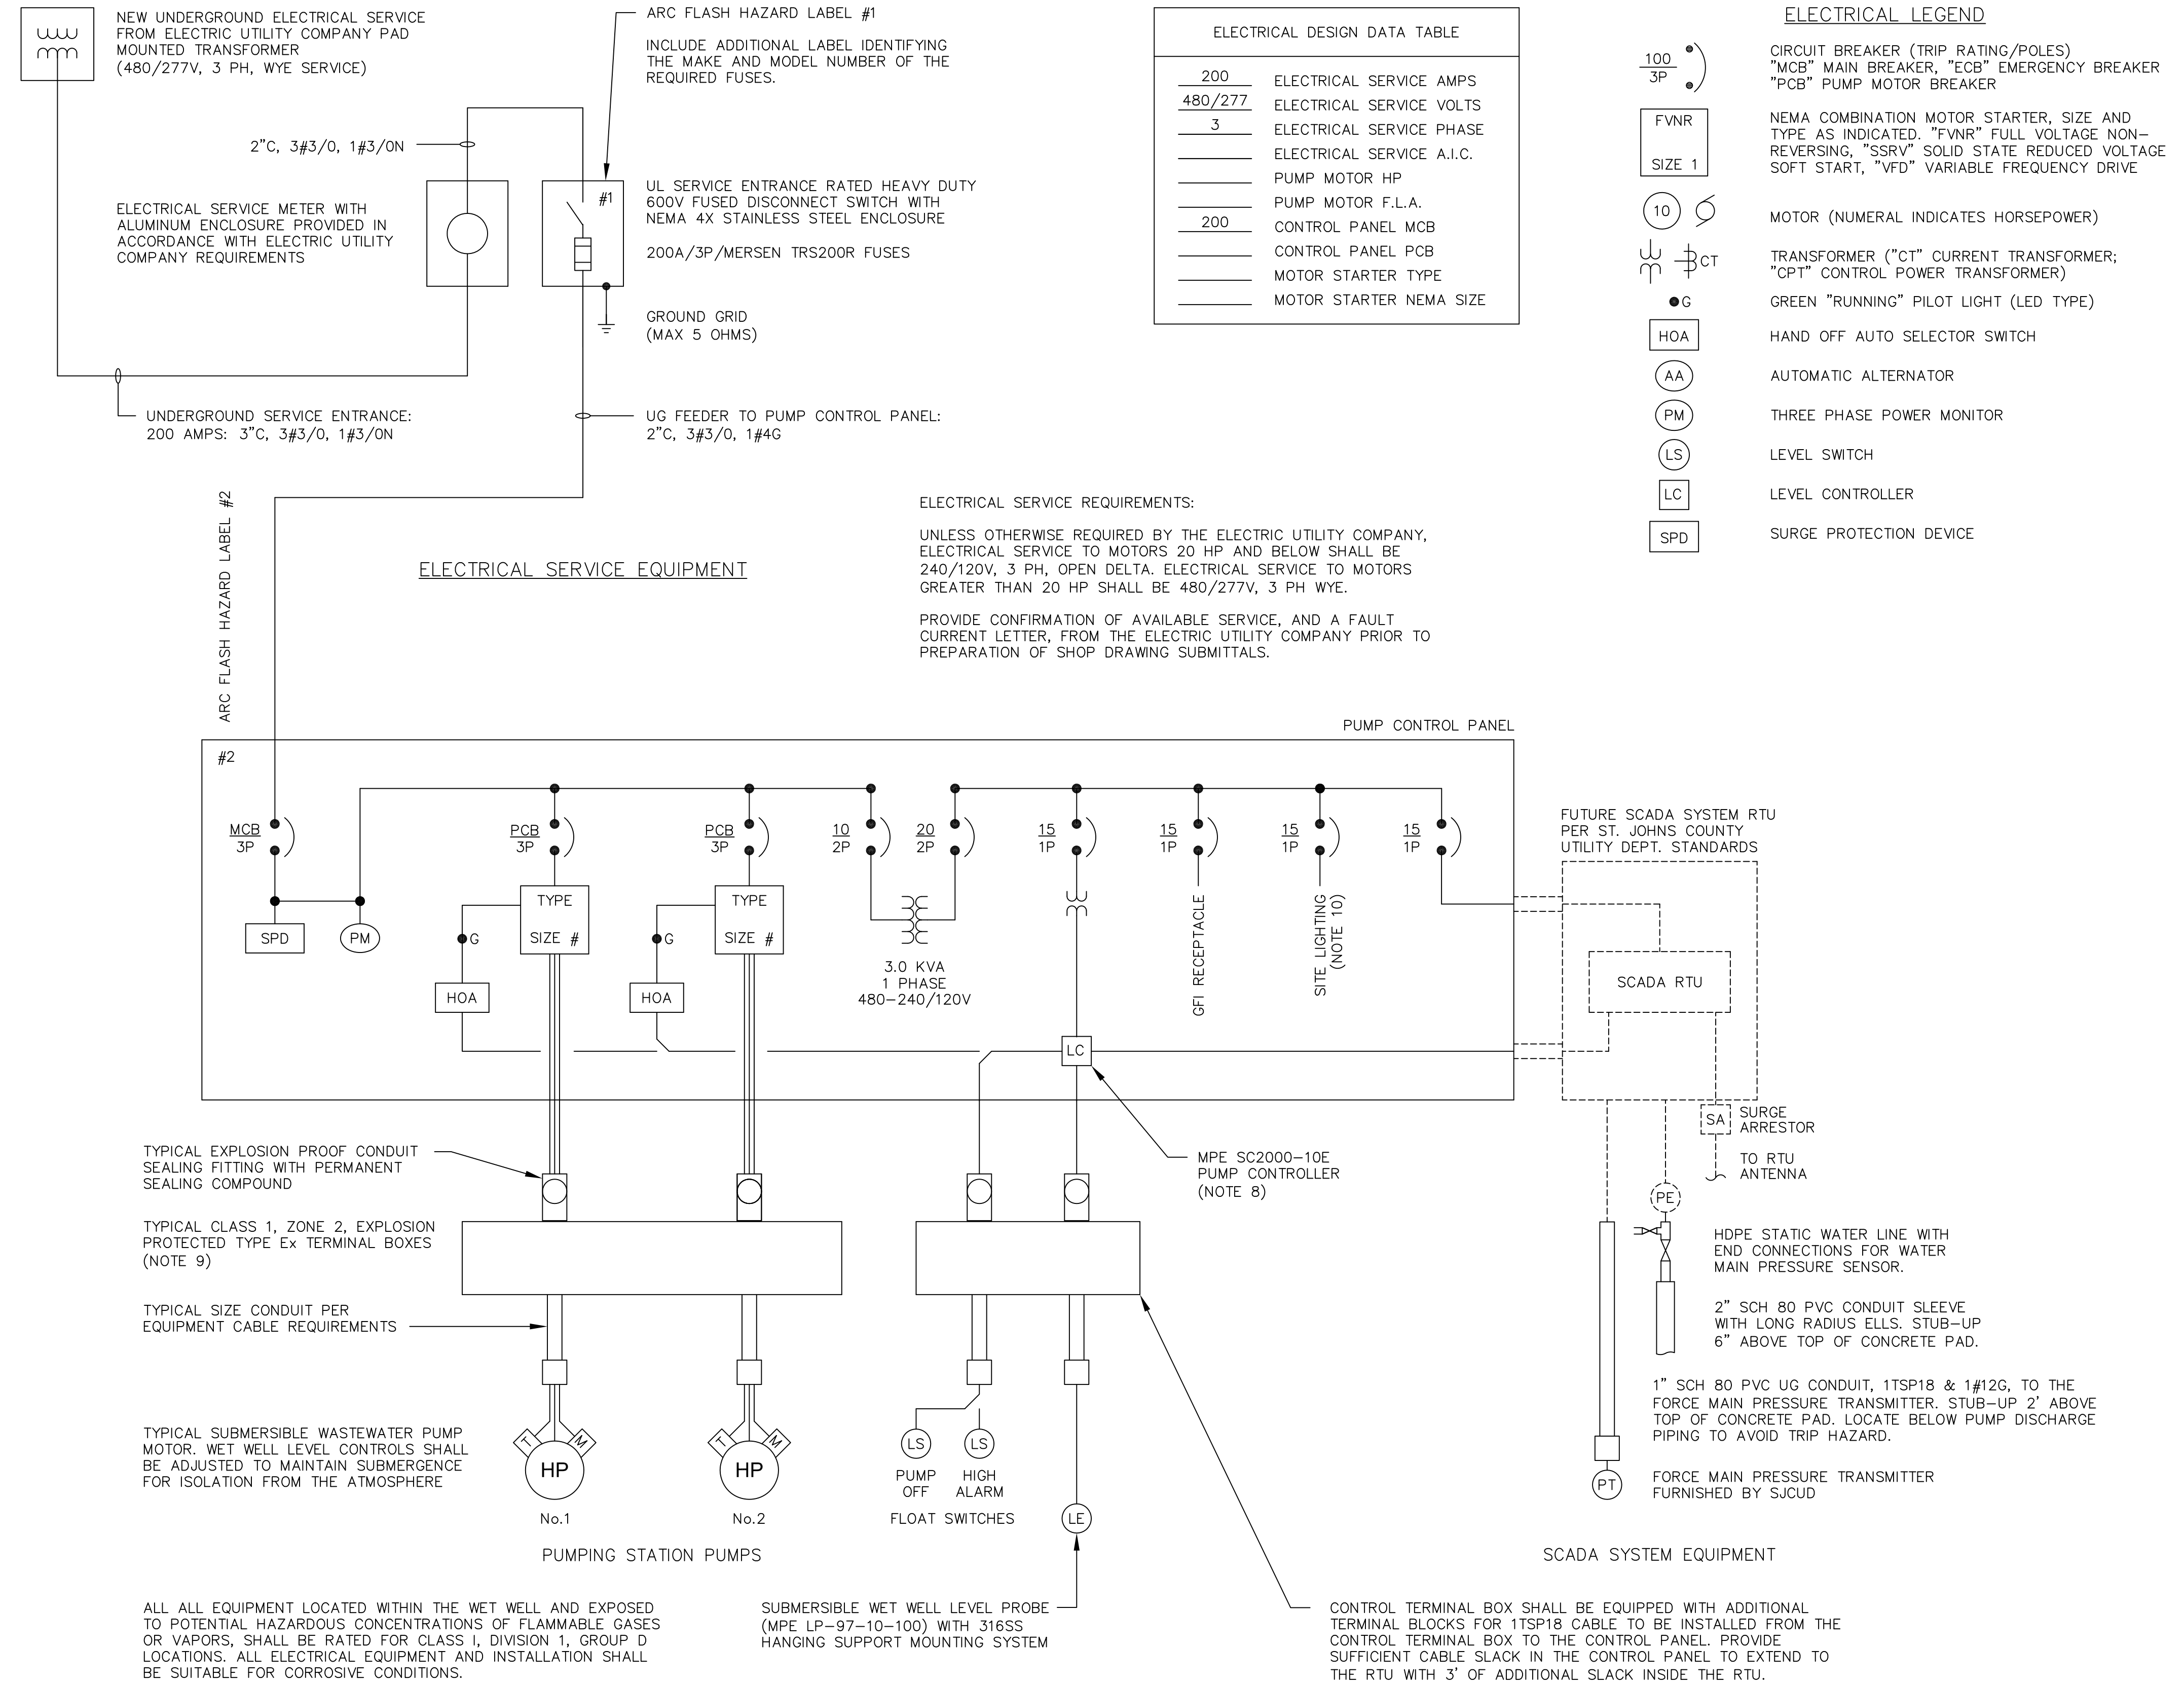 NEW UNDERGROUND ELECTRICAL SERVICE
FROM ELECTRIC UTILITY COMPANY PAD
MOUNTED TRANSFORMER
(480/277V, 3 PH, WYE SERVICE)
ARC FLASH HAZARD LABEL #1
INCLUDE ADDITIONAL LABEL IDENTIFYING
THE MAKE AND MODEL NUMBER OF THE
REQUIRED FUSES.
2"C, 3#3/0, 1#3/0N
ELECTRICAL SERVICE METER WITH
ALUMINUM ENCLOSURE PROVIDED IN
ACCORDANCE WITH ELECTRIC UTILITY
COMPANY REQUIREMENTS
#1
UL SERVICE ENTRANCE RATED HEAVY DUTY
600V FUSED DISCONNECT SWITCH WITH
NEMA 4X STAINLESS STEEL ENCLOSURE
200A/3P/MERSEN TRS200R FUSES
GROUND GRID
(MAX 5 OHMS)
UNDERGROUND SERVICE ENTRANCE:
200 AMPS: 3"C, 3#3/0, 1#3/0N
UG FEEDER TO PUMP CONTROL PANEL:
2"C, 3#3/0, 1#4G
ARC FLASH HAZARD LABEL #2
ELECTRICAL SERVICE EQUIPMENT
ELECTRICAL DESIGN DATA TABLE
200 ELECTRICAL SERVICE AMPS
480/277 ELECTRICAL SERVICE VOLTS
3 ELECTRICAL SERVICE PHASE
ELECTRICAL SERVICE A.I.C.
PUMP MOTOR HP
PUMP MOTOR F.L.A.
200 CONTROL PANEL MCB
CONTROL PANEL PCB
MOTOR STARTER TYPE
MOTOR STARTER NEMA SIZE
ELECTRICAL SERVICE REQUIREMENTS:
UNLESS OTHERWISE REQUIRED BY THE ELECTRIC UTILITY COMPANY,
ELECTRICAL SERVICE TO MOTORS 20 HP AND BELOW SHALL BE
240/120V, 3 PH, OPEN DELTA. ELECTRICAL SERVICE TO MOTORS
GREATER THAN 20 HP SHALL BE 480/277V, 3 PH WYE.
PROVIDE CONFIRMATION OF AVAILABLE SERVICE, AND A FAULT
CURRENT LETTER, FROM THE ELECTRIC UTILITY COMPANY PRIOR TO
PREPARATION OF SHOP DRAWING SUBMITTALS.
ELECTRICAL LEGEND
100
3P
CIRCUIT BREAKER (TRIP RATING/POLES)
"MCB" MAIN BREAKER, "ECB" EMERGENCY BREAKER
"PCB" PUMP MOTOR BREAKER
FVNR
SIZE 1
NEMA COMBINATION MOTOR STARTER, SIZE AND
TYPE AS INDICATED. "FVNR" FULL VOLTAGE NON-
REVERSING, "SSRV" SOLID STATE REDUCED VOLTAGE
SOFT START, "VFD" VARIABLE FREQUENCY DRIVE
10 MOTOR (NUMERAL INDICATES HORSEPOWER)
CT
TRANSFORMER ("CT" CURRENT TRANSFORMER;
"CPT" CONTROL POWER TRANSFORMER)
G GREEN "RUNNING" PILOT LIGHT (LED TYPE)
HOA HAND OFF AUTO SELECTOR SWITCH
AA AUTOMATIC ALTERNATOR
PM THREE PHASE POWER MONITOR
LS LEVEL SWITCH
LC LEVEL CONTROLLER
SPD SURGE PROTECTION DEVICE
PUMP CONTROL PANEL
#2
MCB
3P
SPD
PM
PCB
3P
TYPE
SIZE #
G
HOA
PCB
3P
TYPE
SIZE #
G
HOA
10
2P
20
2P
3.0 KVA
1 PHASE
480-240/120V
15
1P
LC
15
1P
GFI RECEPTACLE
15
1P
SITE LIGHTING
(NOTE 10)
15
1P
FUTURE SCADA SYSTEM RTU
PER ST. JOHNS COUNTY
UTILITY DEPT. STANDARDS
SCADA RTU
SA
SURGE
ARRESTOR
TO RTU
ANTENNA
PE
HDPE STATIC WATER LINE WITH
END CONNECTIONS FOR WATER
MAIN PRESSURE SENSOR.
2" SCH 80 PVC CONDUIT SLEEVE
WITH LONG RADIUS ELLS. STUB-UP
6" ABOVE TOP OF CONCRETE PAD.
1" SCH 80 PVC UG CONDUIT, 1TSP18 & 1#12G, TO THE
FORCE MAIN PRESSURE TRANSMITTER. STUB-UP 2' ABOVE
TOP OF CONCRETE PAD. LOCATE BELOW PUMP DISCHARGE
PIPING TO AVOID TRIP HAZARD.
PT
FORCE MAIN PRESSURE TRANSMITTER
FURNISHED BY SJCUD
SCADA SYSTEM EQUIPMENT
MPE SC2000-10E
PUMP CONTROLLER
(NOTE 8)
TYPICAL EXPLOSION PROOF CONDUIT
SEALING FITTING WITH PERMANENT
SEALING COMPOUND
TYPICAL CLASS 1, ZONE 2, EXPLOSION
PROTECTED TYPE Ex TERMINAL BOXES
(NOTE 9)
TYPICAL SIZE CONDUIT PER
EQUIPMENT CABLE REQUIREMENTS
TYPICAL SUBMERSIBLE WASTEWATER PUMP
MOTOR. WET WELL LEVEL CONTROLS SHALL
BE ADJUSTED TO MAINTAIN SUBMERGENCE
FOR ISOLATION FROM THE ATMOSPHERE
T
M
HP
No.1
T
M
HP
No.2
PUMPING STATION PUMPS
LS
PUMP
OFF
LS
HIGH
ALARM
FLOAT SWITCHES
LE
ALL ALL EQUIPMENT LOCATED WITHIN THE WET WELL AND EXPOSED
TO POTENTIAL HAZARDOUS CONCENTRATIONS OF FLAMMABLE GASES
OR VAPORS, SHALL BE RATED FOR CLASS I, DIVISION 1, GROUP D
LOCATIONS. ALL ELECTRICAL EQUIPMENT AND INSTALLATION SHALL
BE SUITABLE FOR CORROSIVE CONDITIONS.
SUBMERSIBLE WET WELL LEVEL PROBE
(MPE LP-97-10-100) WITH 316SS
HANGING SUPPORT MOUNTING SYSTEM
CONTROL TERMINAL BOX SHALL BE EQUIPPED WITH ADDITIONAL
TERMINAL BLOCKS FOR 1TSP18 CABLE TO BE INSTALLED FROM THE
CONTROL TERMINAL BOX TO THE CONTROL PANEL. PROVIDE
SUFFICIENT CABLE SLACK IN THE CONTROL PANEL TO EXTEND TO
THE RTU WITH 3' OF ADDITIONAL SLACK INSIDE THE RTU.